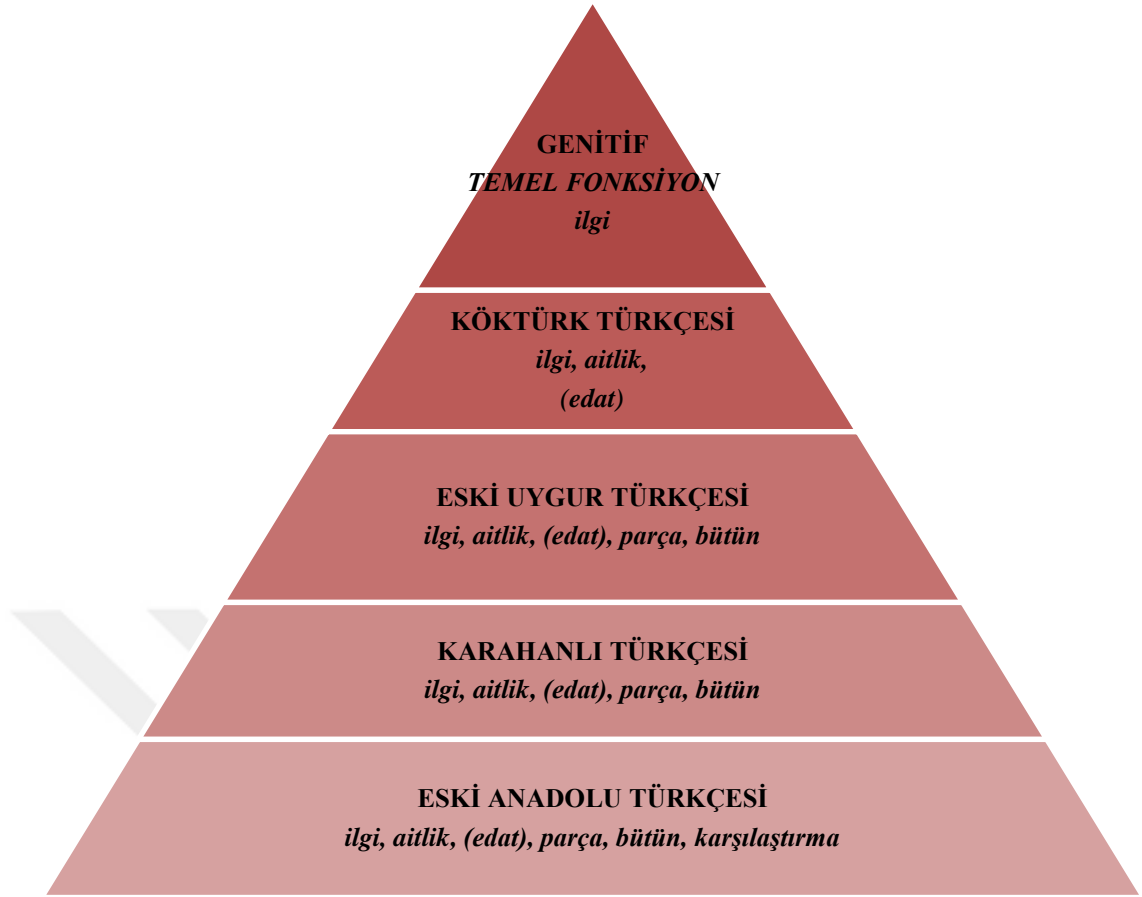 GENİTİF
TEMEL FONKSİYON
ilgi
KÖKTÜRK TÜRKÇESİ
ilgi, aitlik,
(edat)
ESKİ UYGUR TÜRKÇESİ
ilgi, aitlik, (edat), parça, bütün
KARAHANLI TÜRKÇESİ
ilgi, aitlik, (edat), parça, bütün
ESKİ ANADOLU TÜRKÇESİ
ilgi, aitlik, (edat), parça, bütün, karşılaştırma